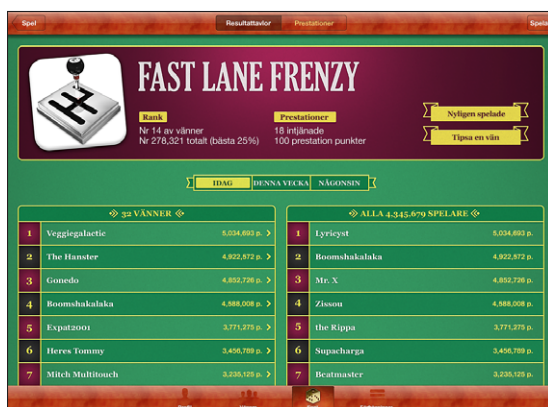 Spel
Resultattavlor
Prestationer
Spela
FAST LANE FRENZY
Rank
Nr 14 av vänner
Nr 278,321 totalt (bästa 25%)
Prestationer
18 intjänade
100 prestation punkter
Nyligen spelade
Tipsa en vän
IDAG
DENNA VECKA
NÅGONSIN
32 VÄNNER
1 Veggiegalactic 5,034,693 p.
2 The Hanster 4,922,572 p.
3 Gonedo 4,852,726 p.
4 Boomshakalaka 4,588,008 p.
5 Expat2001 3,771,275 p.
6 Heres Tommy 3,456,789 p.
7 Mitch Multitouch 3,235,125 p.
ALLA 4,345,679 SPELARE
1 Lyricyst 5,034,693 p.
2 Boomshakalaka 4,922,572 p.
3 Mr. X 4,852,726 p.
4 Zissou 4,588,008 p.
5 the Rippa 3,771,275 p.
6 Supacharga 3,456,789 p.
7 Beatmaster 3,235,125 p.